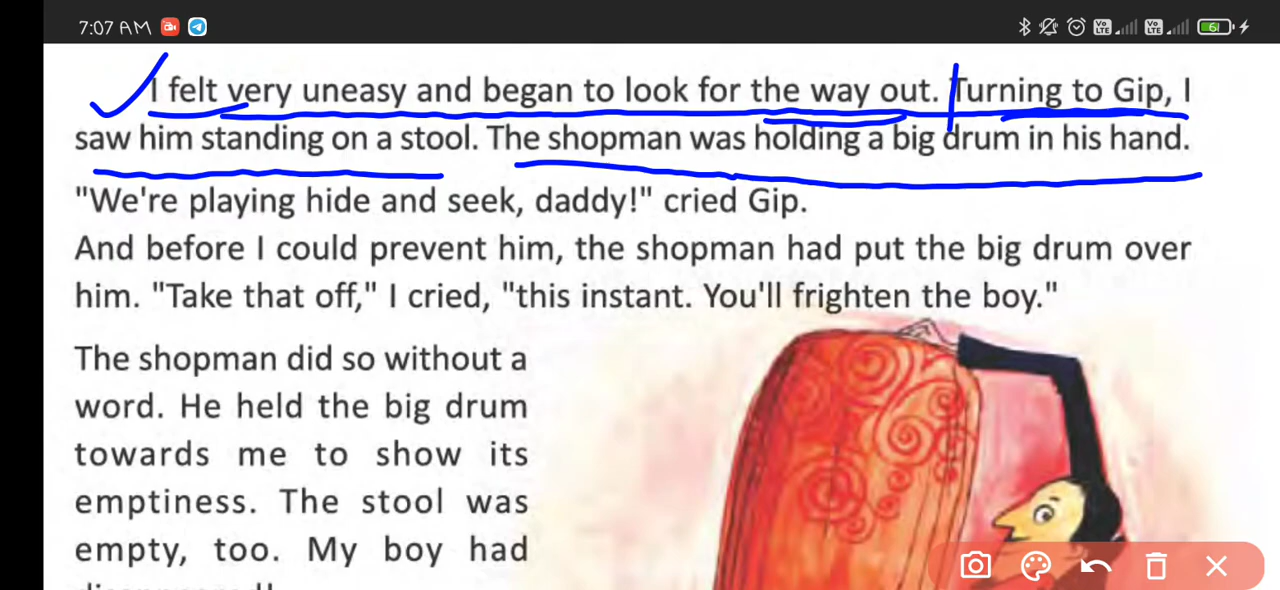 7:07 AM
61
I felt very uneasy and began to look for the way out. Turning to Gip, I
saw him standing on a stool. The shopman was holding a big drum in his hand.
"We're playing hide and seek, daddy!" cried Gip.
And before I could prevent him, the shopman had put the big drum over
him. "Take that off," I cried, "this instant. You'll frighten the boy."
The shopman did so without a
word. He held the big drum
towards me to show its
emptiness. The stool was
empty, too. My boy had